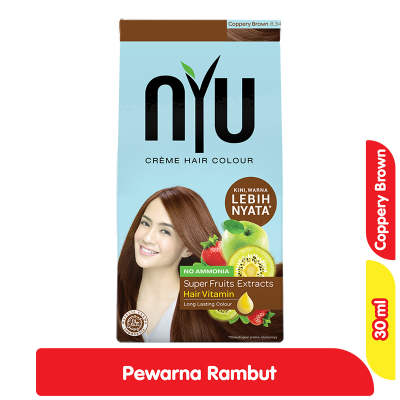 Coppery Brown 8.34
nYU
CRÈME HAIR COLOUR
KINI, WARNA
LEBIH
NYATA*
NO AMMONIA
Super Fruits Extracts
Hair Vitamin
Long Lasting Colour
Coppery Brown
30 ml
Pewarna Rambut